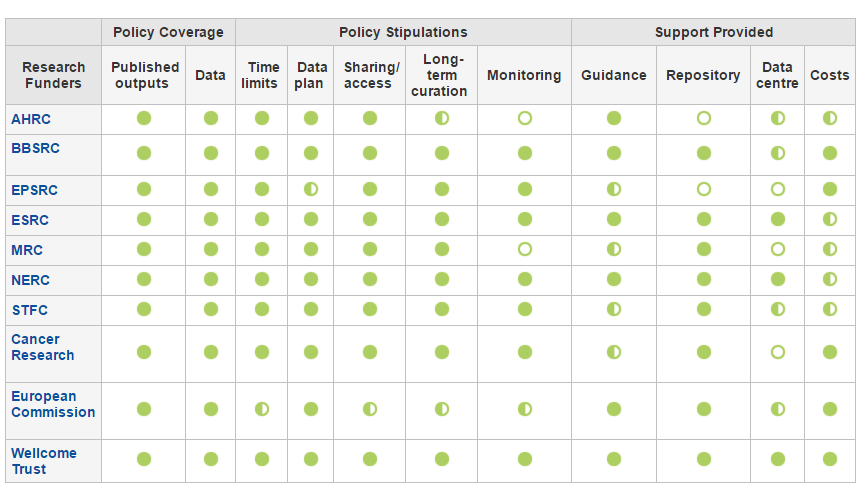 Policy Coverage Policy Stipulations Support Provided
Research Funders Published outputs Data Time limits Data plan Sharing/ access Long- term curation Monitoring Guidance Repository Data centre Costs
AHRC
BBSRC
EPSRC
ESRC
MRC
NERC
STFC
Cancer
Research
European
Commission
Wellcome
Trust